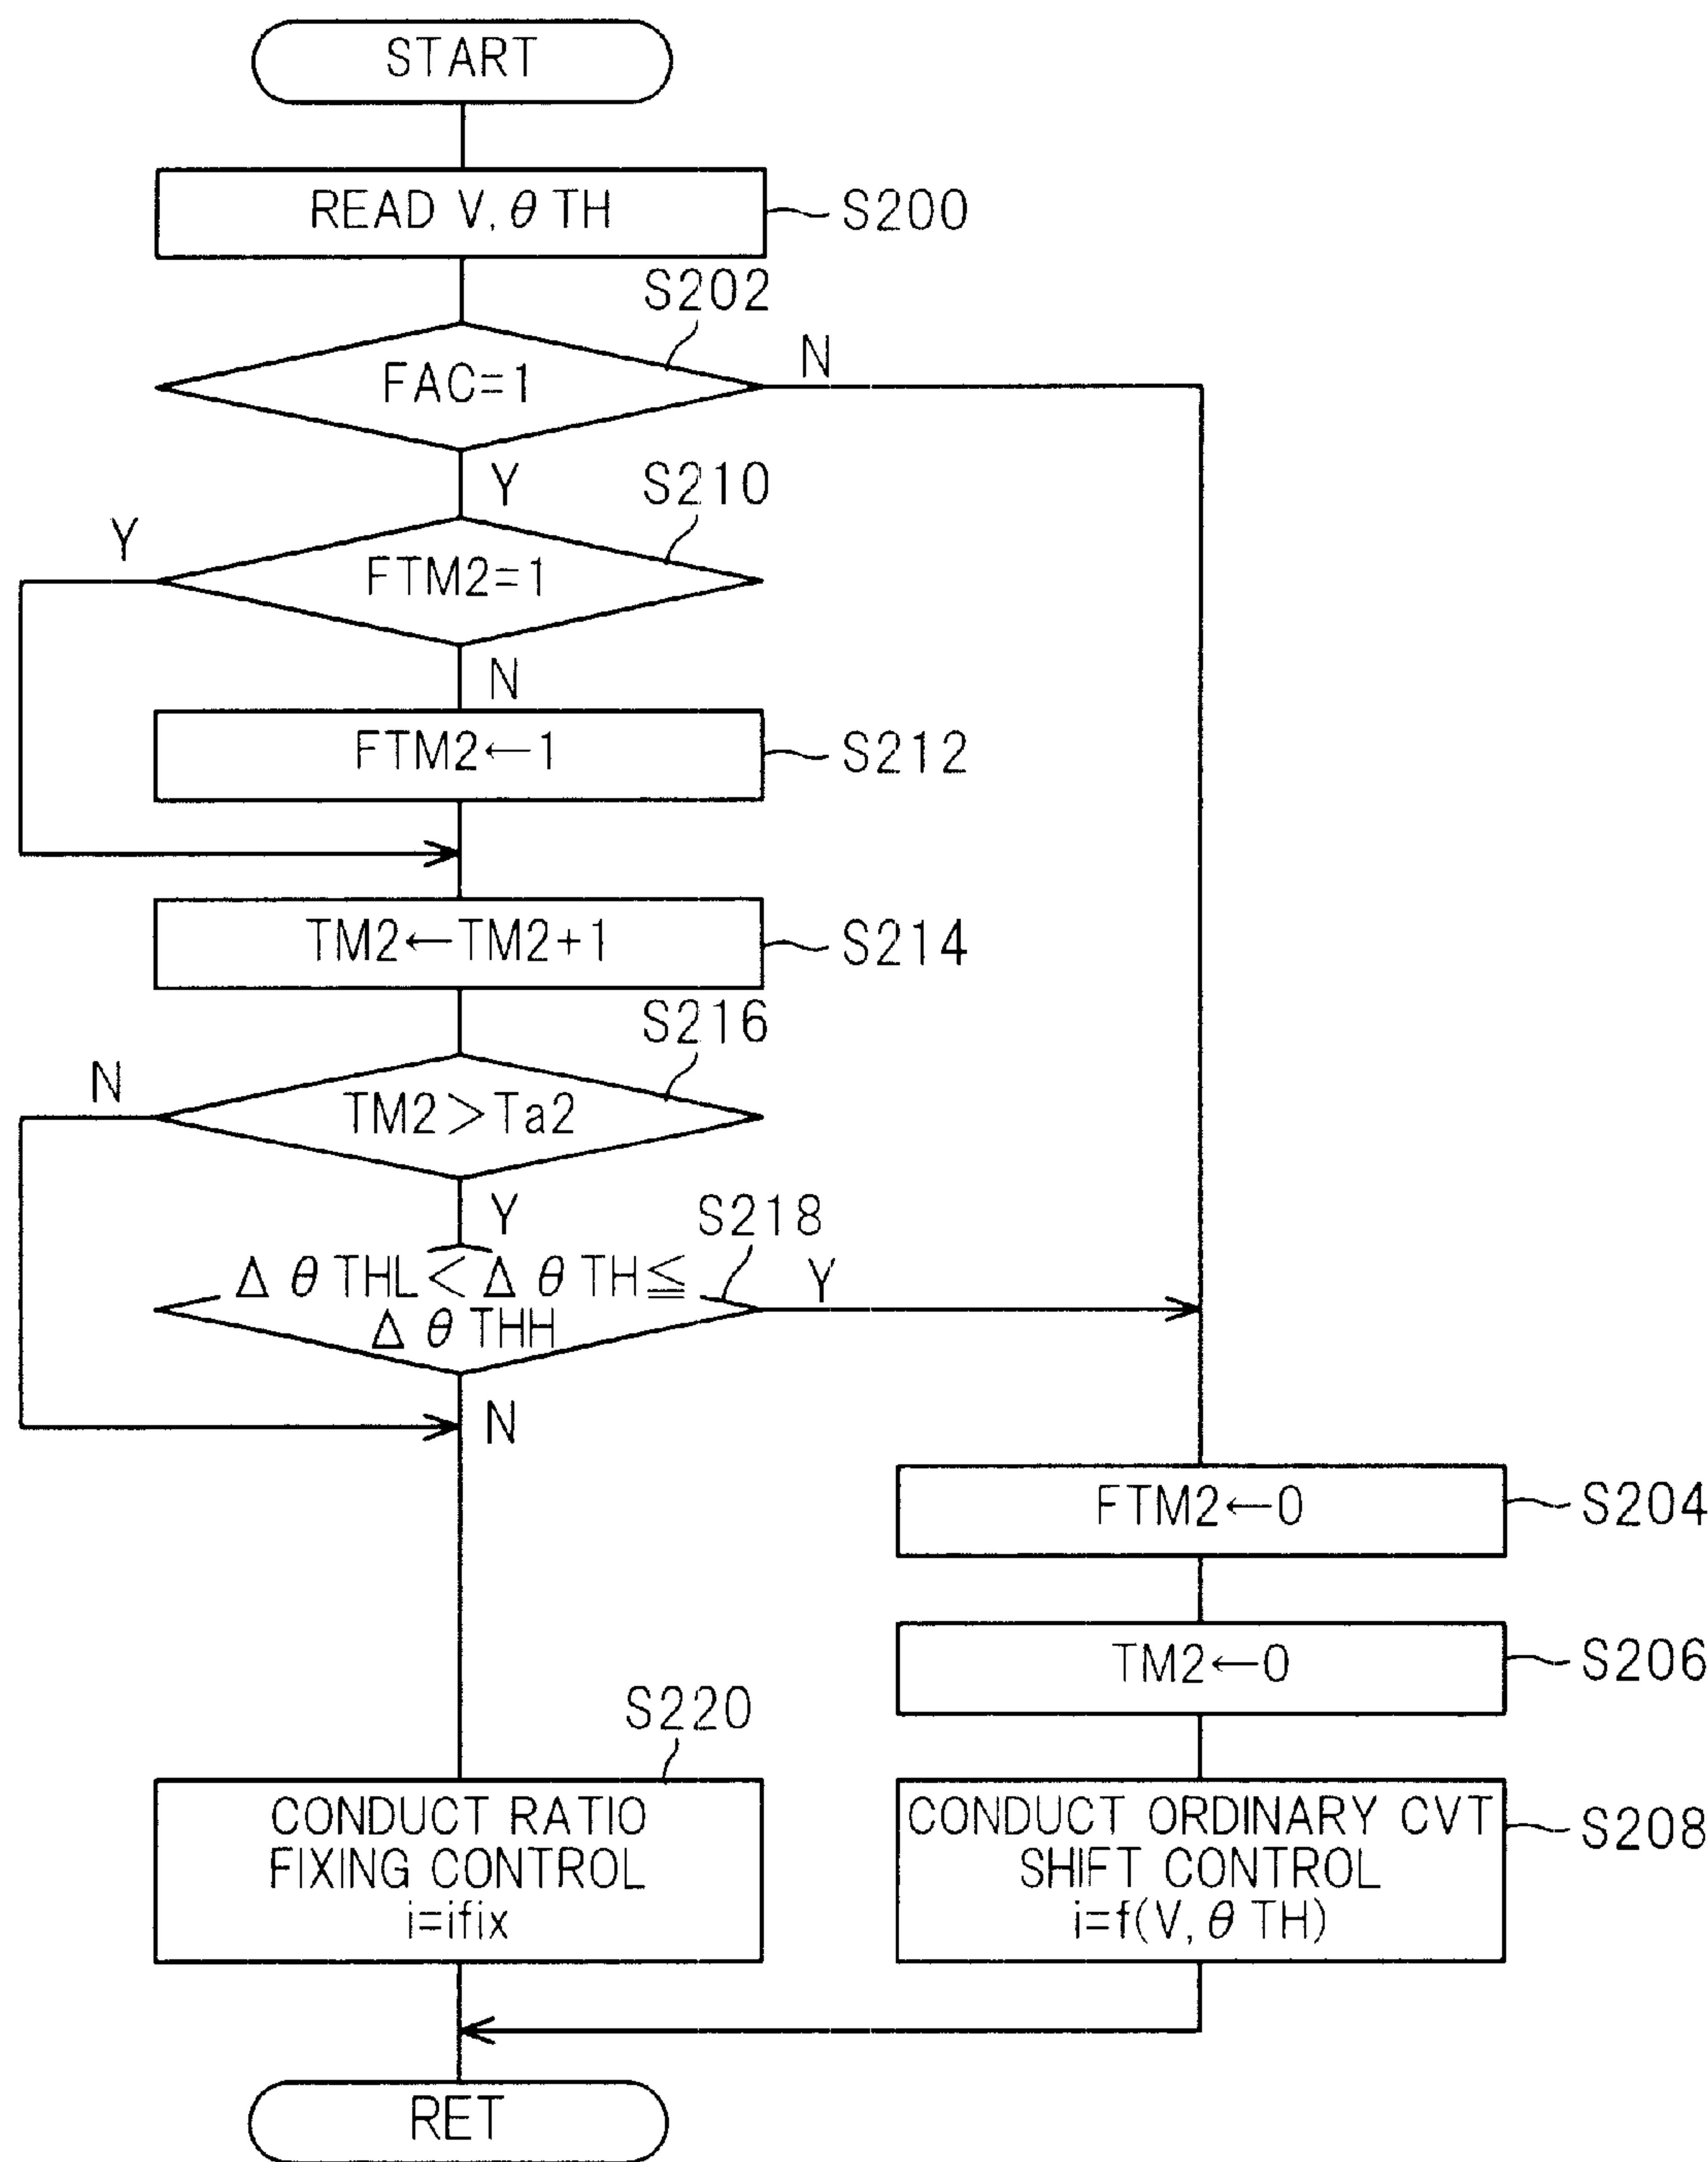 START
READ V, θ TH
S200
S202
FAC=1
N
Y
S210
Y
FTM2=1
N
FTM2←1
S212
TM2←TM2+1
S214
S216
N
TM2>Ta2
Y
S218
Δ θ THL < Δ θ TH ≦
Δ θ THH
Y
N
FTM2←0
S204
TM2←0
S206
S220
CONDUCT RATIO
FIXING CONTROL
i=ifix
CONDUCT ORDINARY CVT
SHIFT CONTROL
i=f(V, θ TH)
S208
RET